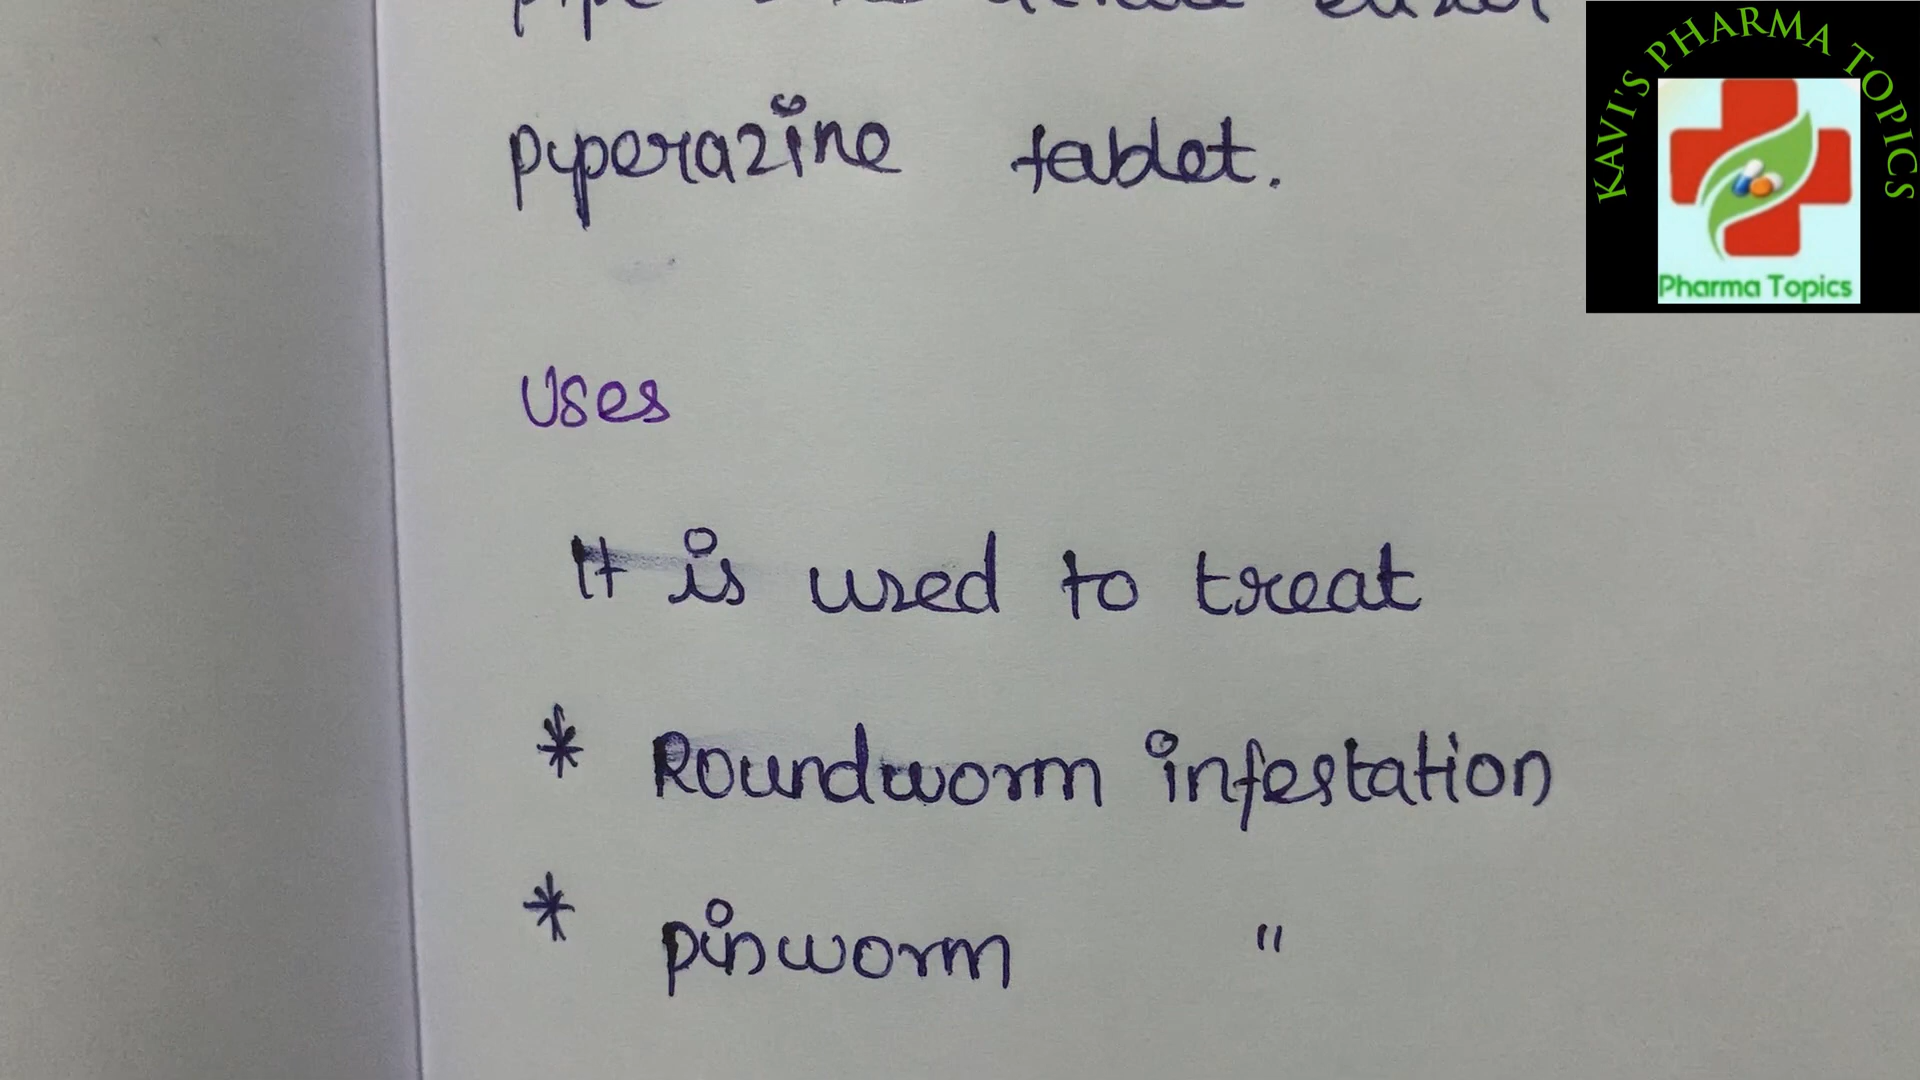 pyperazine tablet.
Uses
It is used to treat
* Roundworm infestation
* pinworm "
KAVI'S PHARMA TOPICS
Pharma Topics